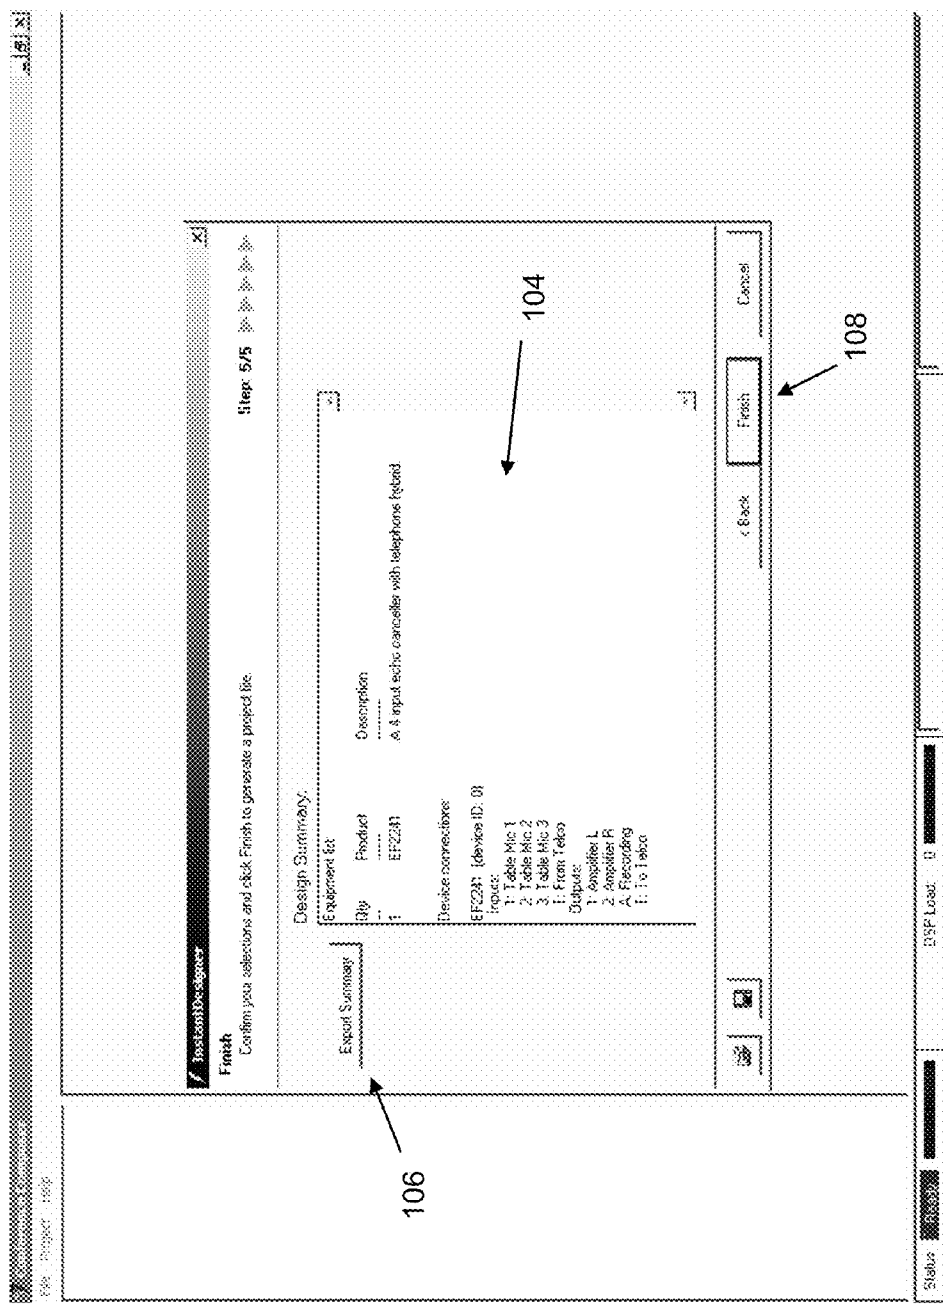 File Project Help
InstantDesigner
Finish
Confirm your selections and click Finish to generate a project file.
Step: 5/5
Export Summary
Design Summary:
Equipment list:
Qty Product Description
-- ------ ----------
1 EF2241 A 4 input echo canceller with telephone hybrid.
Device connections:
EF2241 (device ID: 0)
Inputs:
1: Table Mic 1
2: Table Mic 2
3: Table Mic 3
T: From Telco
Outputs:
1: Amplifier L
2: Amplifier R
A: Recording
T: To Telco
< Back
Finish
Cancel
104
106
108
Status
DSP Load: 0